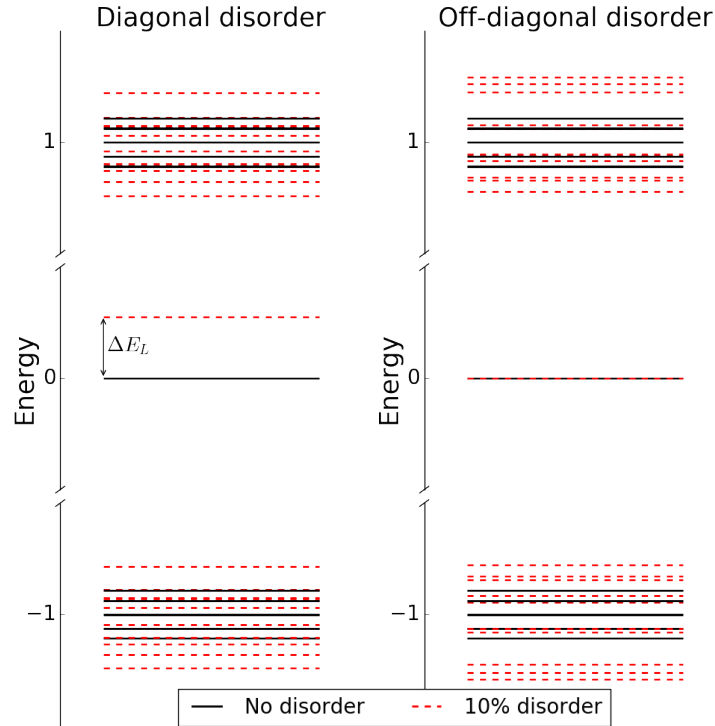 Diagonal disorder
Off-diagonal disorder
1
1
Energy
ΔE_L
0
Energy
0
−1
−1
No disorder
10% disorder